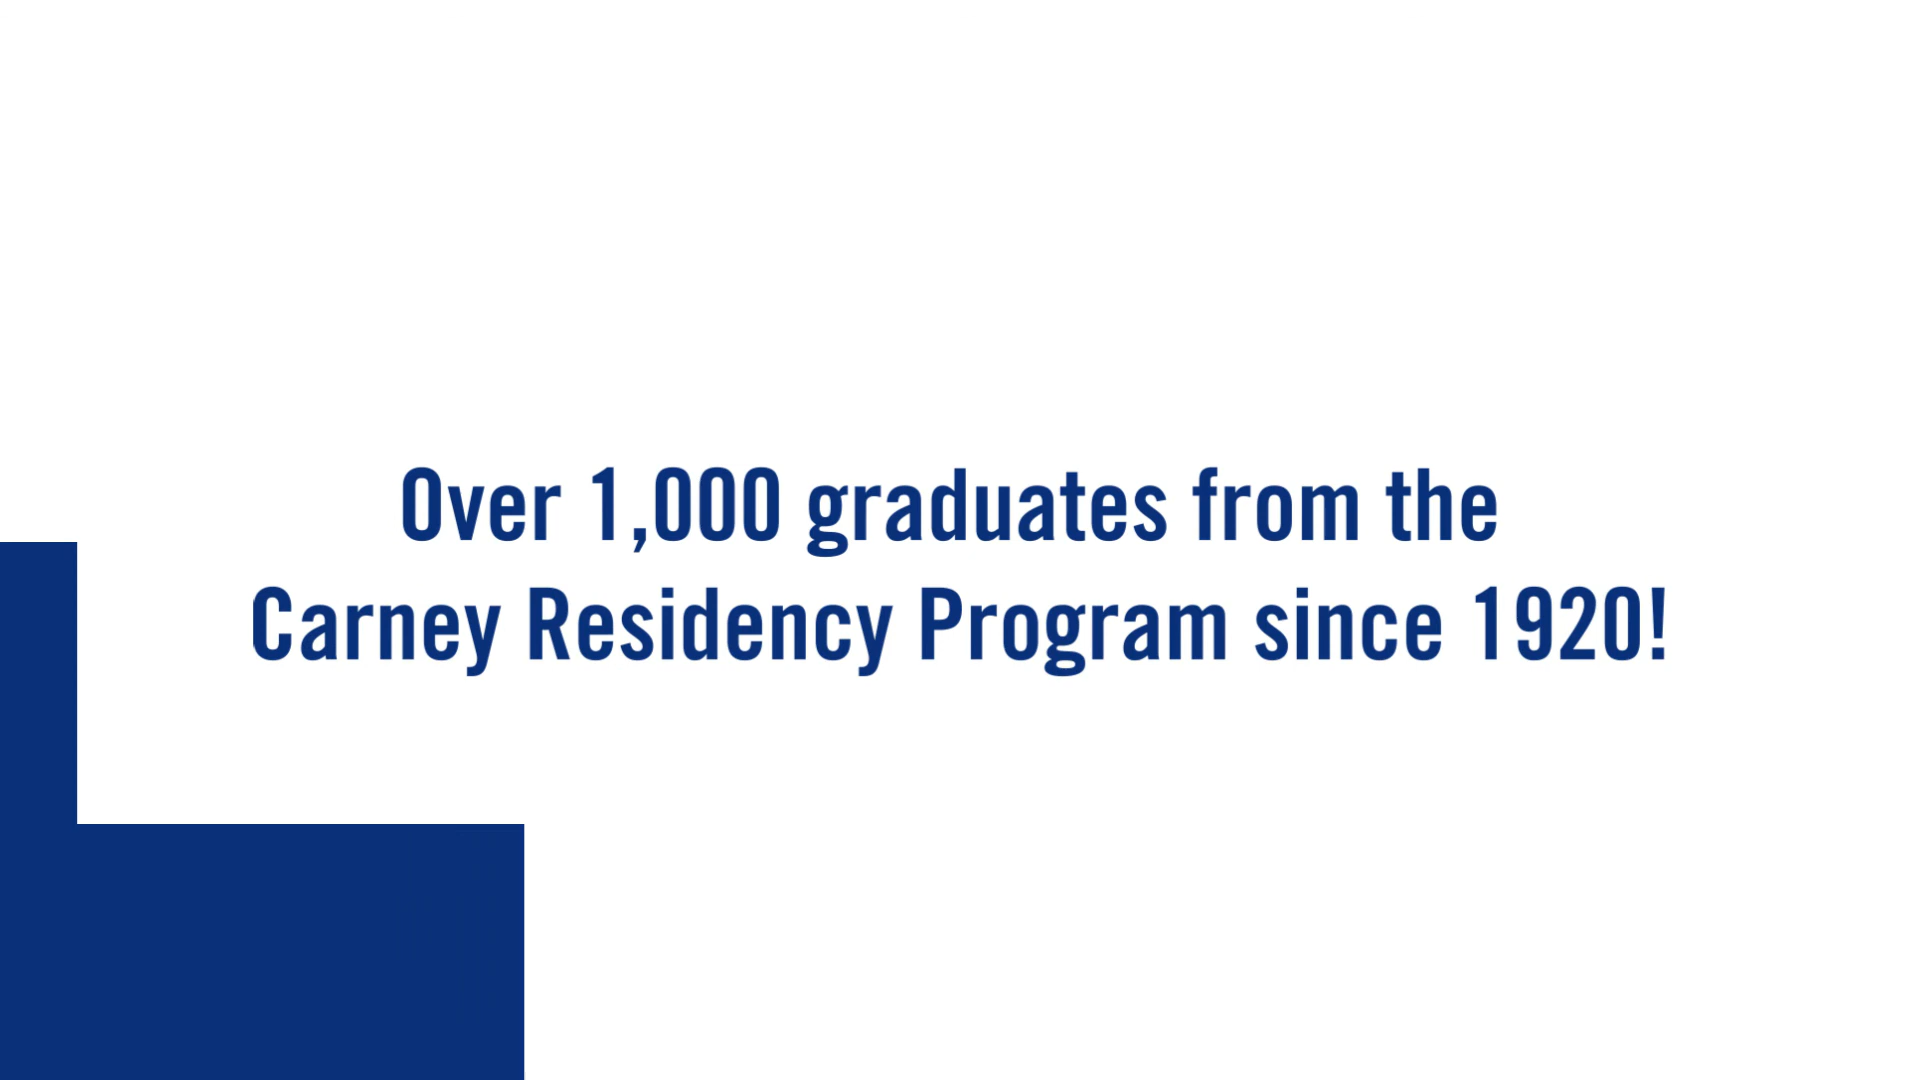 Over 1,000 graduates from the
Carney Residency Program since 1920!